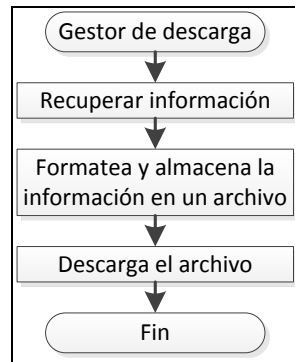 Gestor de descarga
Recuperar información
Formatea y almacena la
información en un archivo
Descarga el archivo
Fin